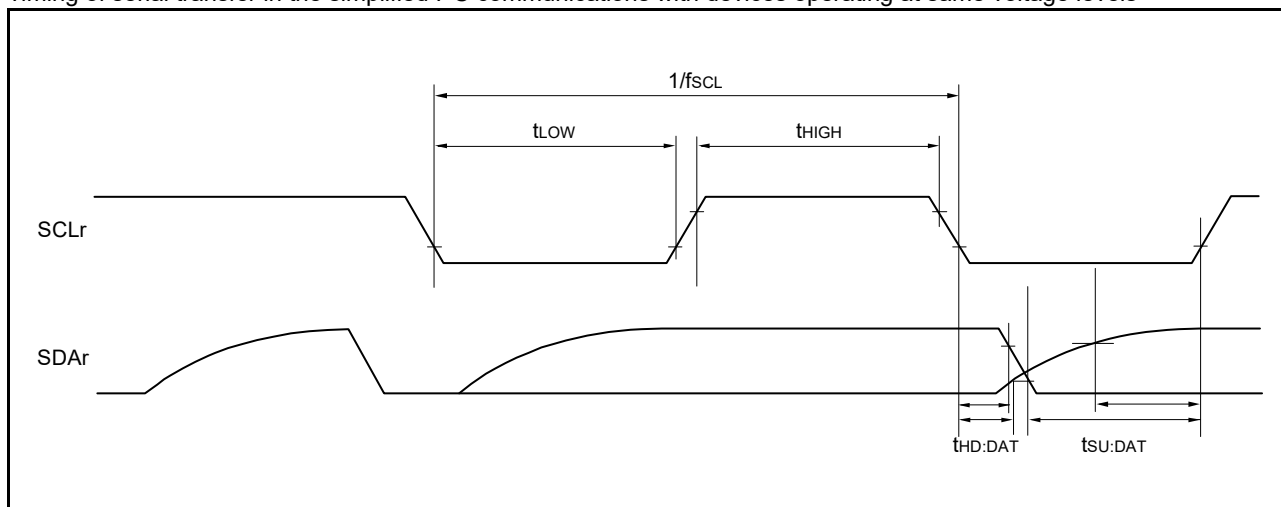 Timing of serial transfer in the simplified I²C communications with devices operating at same voltage levels
1/fSCL
tLOW tHIGH
SCLr
SDAr
tHD:DAT tSU:DAT